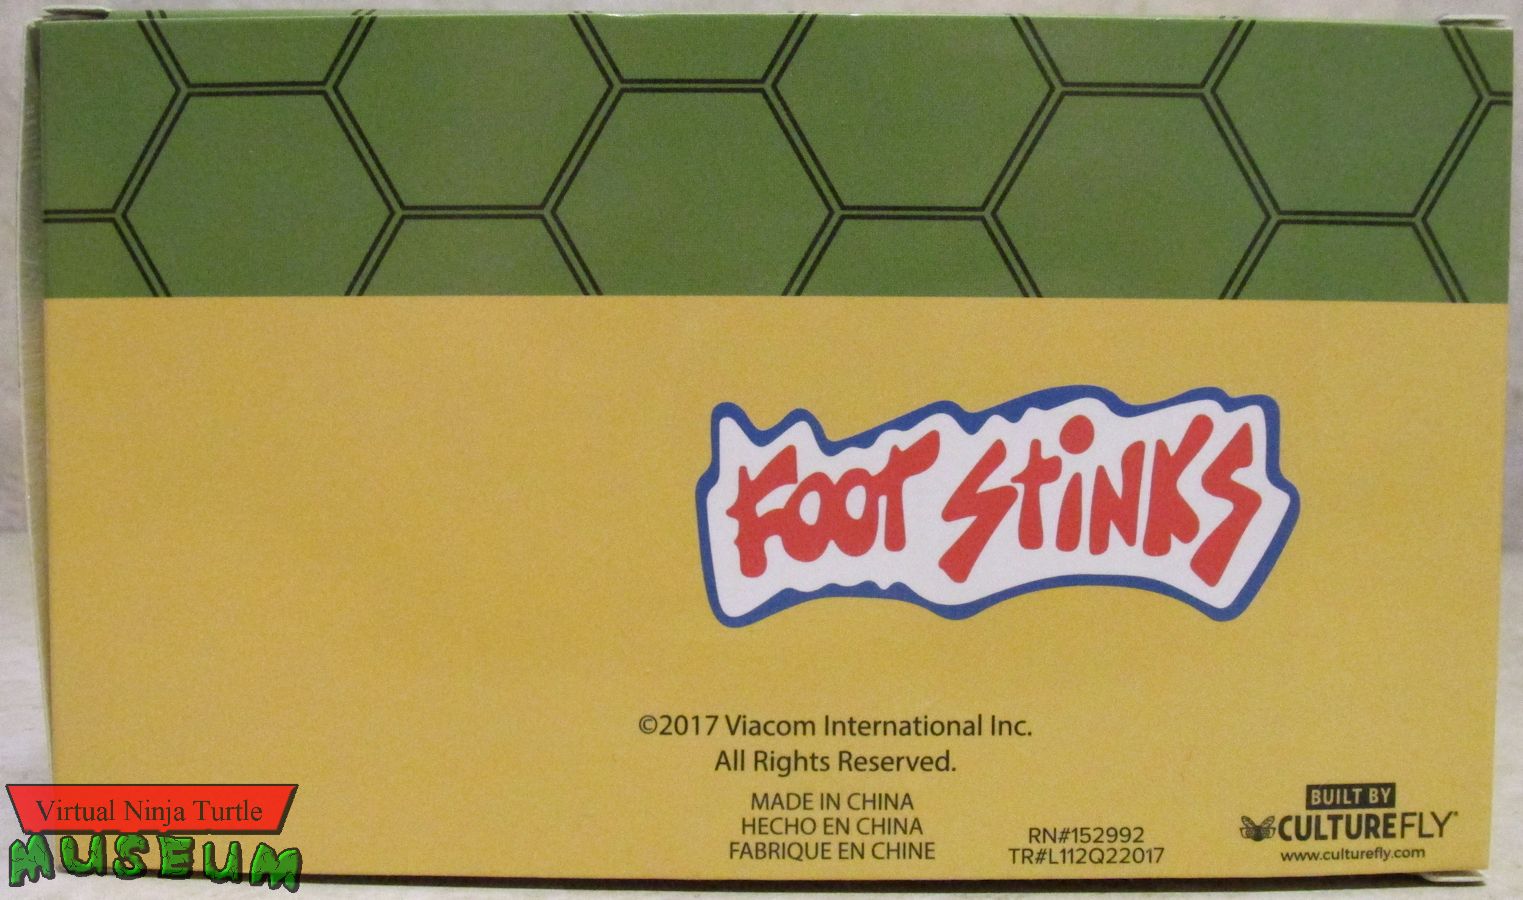 FOOT STINKS
©2017 Viacom International Inc.
All Rights Reserved.
MADE IN CHINA
HECHO EN CHINA
FABRIQUE EN CHINE
RN#152992
TR#L112Q22017
BUILT BY
CULTUREFLY
www.culturefly.com
Virtual Ninja Turtle
MUSEUM